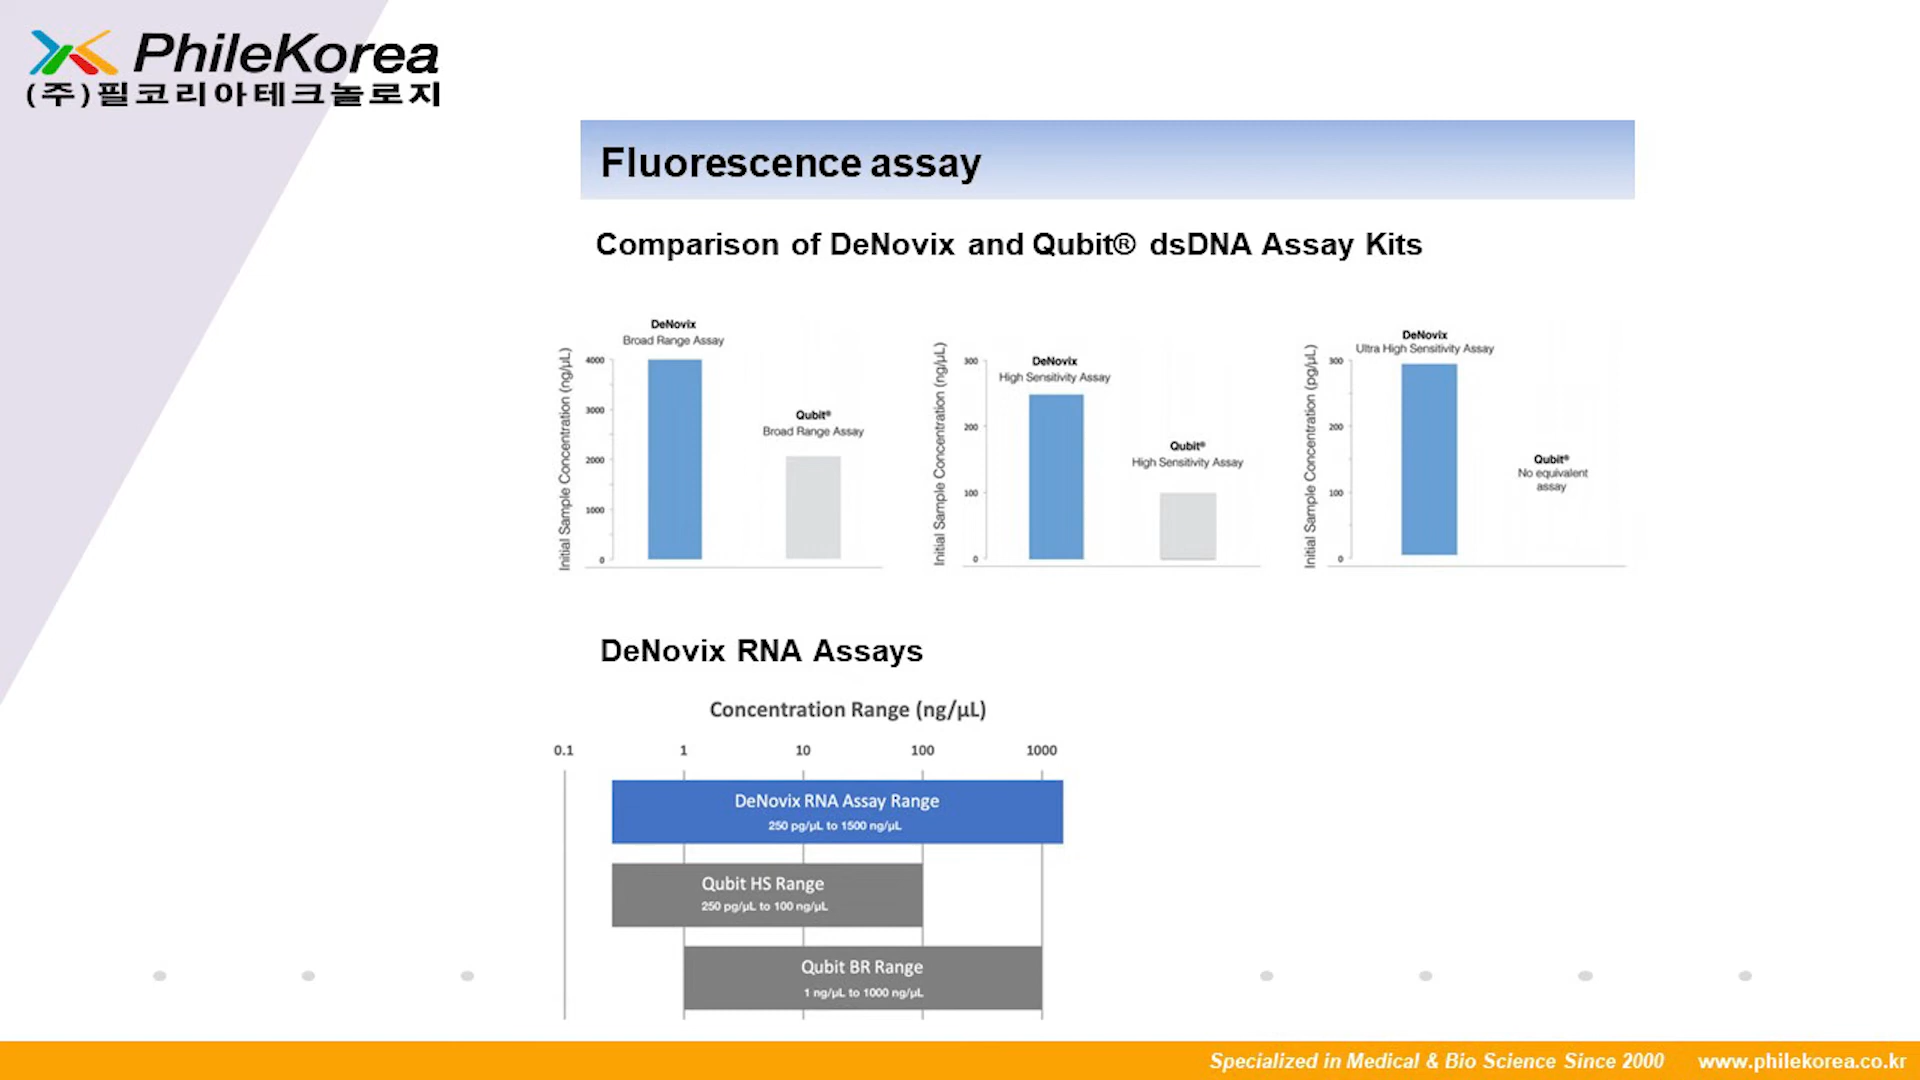 PhileKorea
(주)필코리아테크놀로지
Fluorescence assay
Comparison of DeNovix and Qubit® dsDNA Assay Kits
DeNovix
Broad Range Assay
Qubit®
Broad Range Assay
Initial Sample Concentration (ng/µL)
4000
3000
2000
1000
0
DeNovix
High Sensitivity Assay
Qubit®
High Sensitivity Assay
Initial Sample Concentration (ng/µL)
300
200
100
0
DeNovix
Ultra High Sensitivity Assay
Qubit®
No equivalent
assay
Initial Sample Concentration (pg/µL)
300
200
100
0
DeNovix RNA Assays
Concentration Range (ng/µL)
0.1 1 10 100 1000
DeNovix RNA Assay Range
250 pg/µL to 1500 ng/µL
Qubit HS Range
250 pg/µL to 100 ng/µL
Qubit BR Range
1 ng/µL to 1000 ng/µL
Specialized in Medical & Bio Science Since 2000 www.philekorea.co.kr